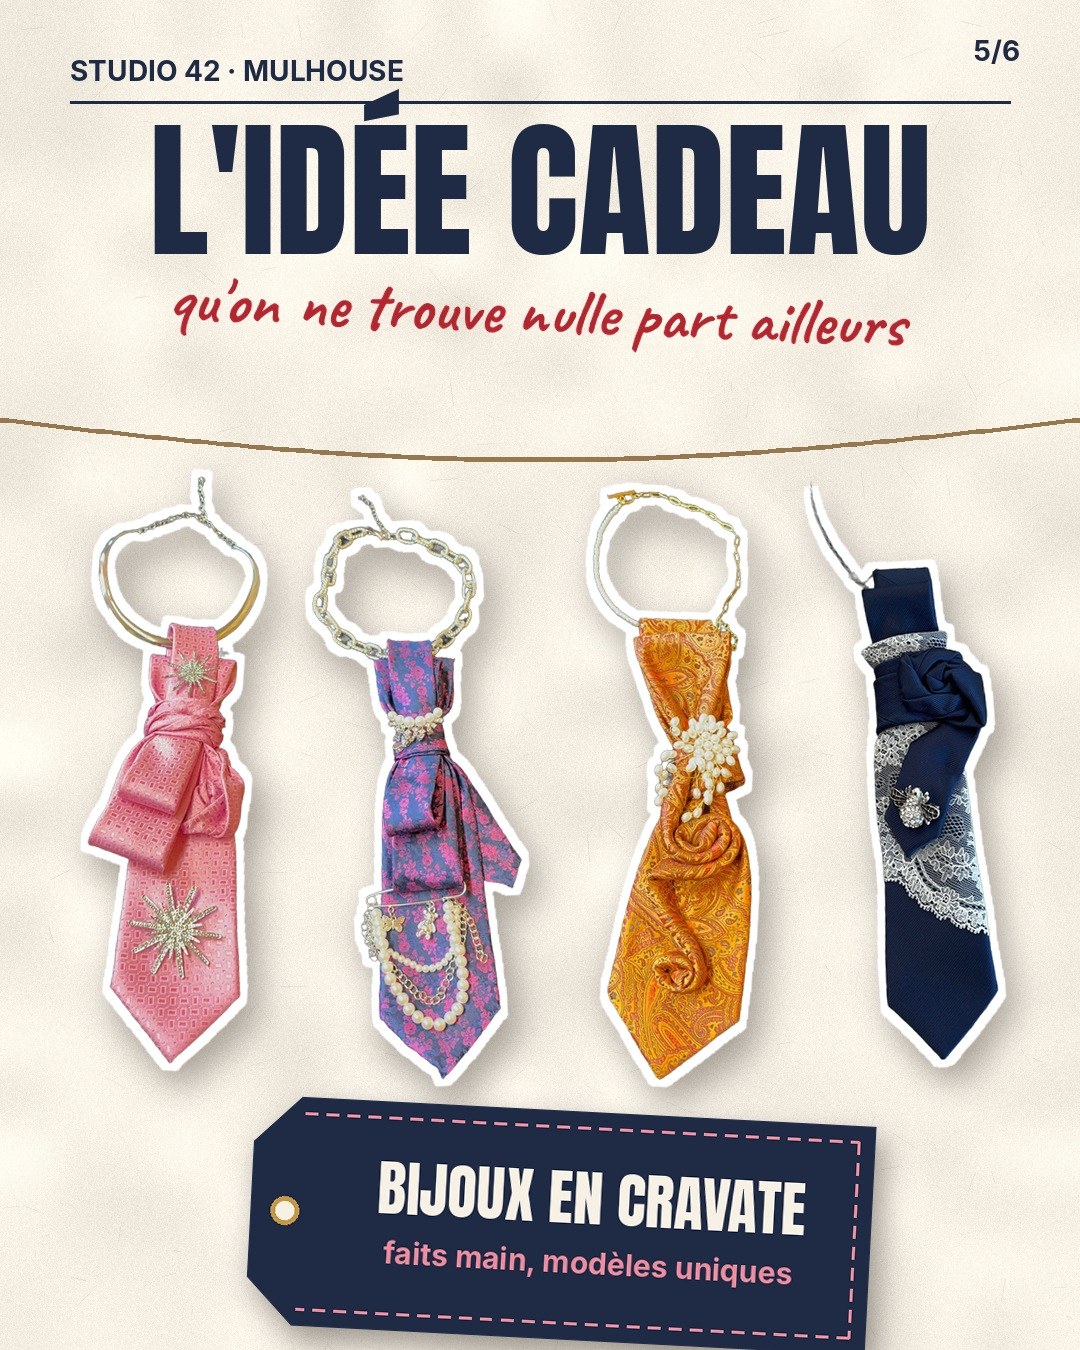 STUDIO 42 · MULHOUSE
5/6
L'IDÉE CADEAU
qu'on ne trouve nulle part ailleurs
BIJOUX EN CRAVATE
faits main, modèles uniques